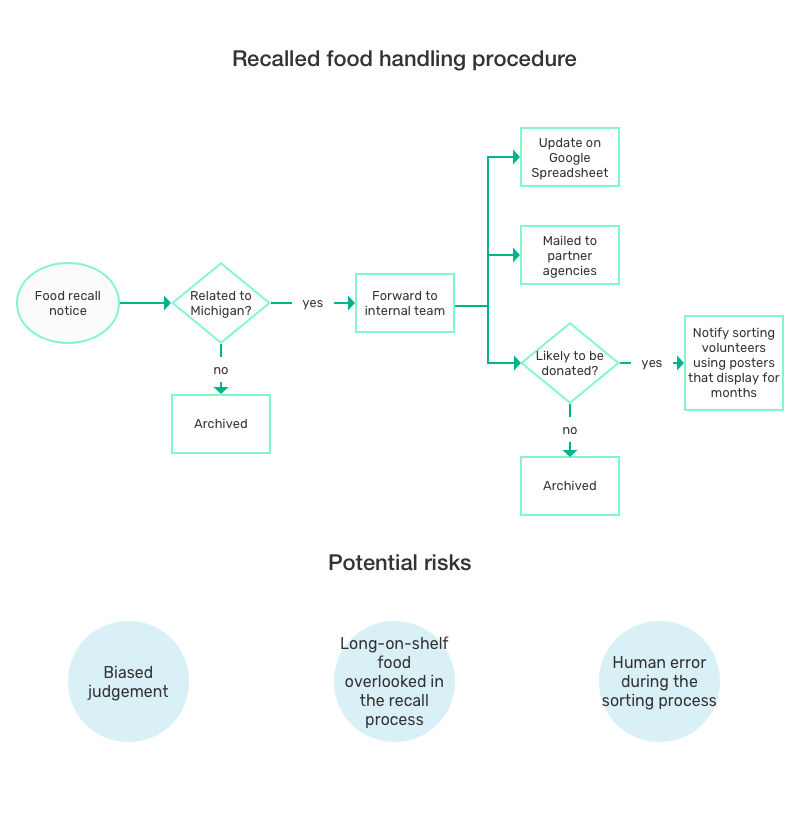 Recalled food handling procedure
Update on
Google
Spreadsheet
Mailed to
partner
agencies
Food recall
notice
Related to
Michigan?
yes
Forward to
internal team
Likely to be
donated?
yes
Notify sorting
volunteers
using posters
that display for
months
no
Archived
no
Archived
Potential risks
Biased
judgement
Long-on-shelf
food
overlooked in
the recall
process
Human error
during the
sorting process